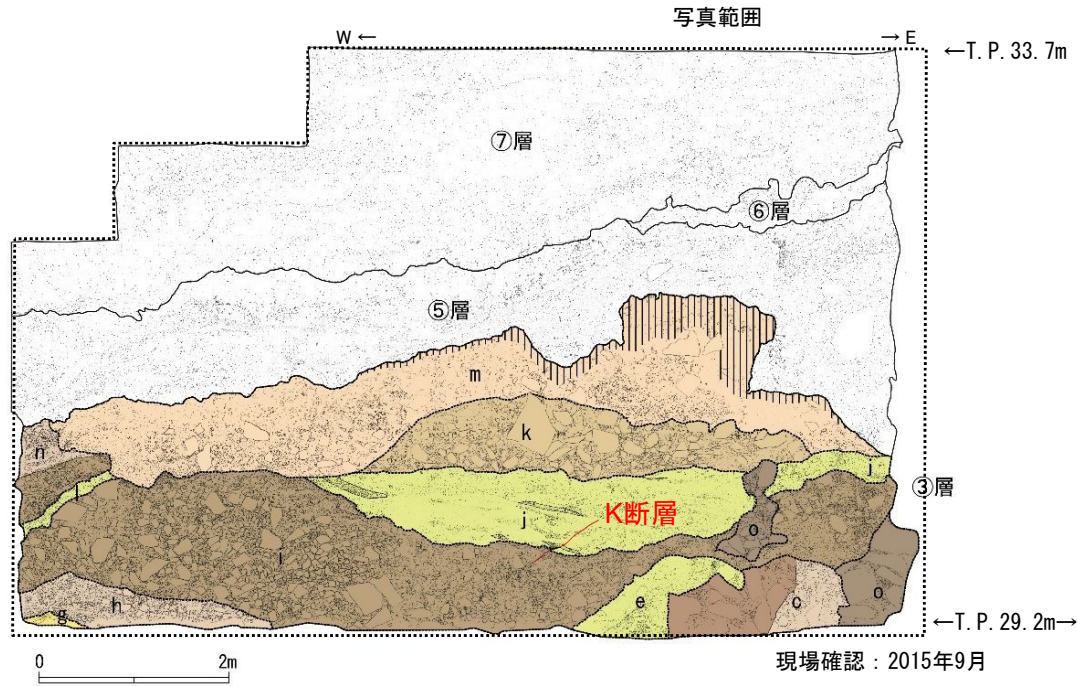 写真範囲
W ←
→ E
←T.P.33.7m
⑦層
⑥層
⑤層
m
k
n
j
j
③層
K断層
j
o
i
h
g
e
c
o
←T.P.29.2m→
現場確認：2015年9月
0
2m